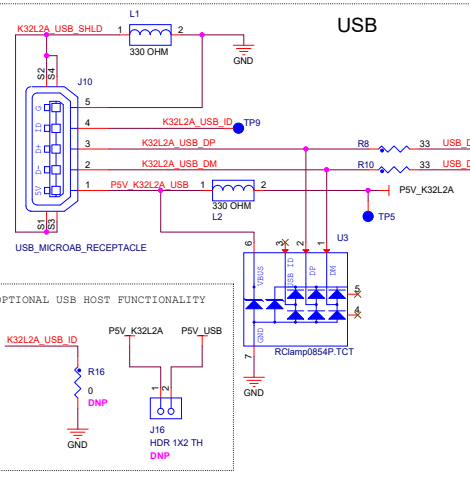 USB
L1
K32L2A_USB_SHLD
1
2
330 OHM
GND
S2
S4
J10
G
5
ID
4
K32L2A_USB_ID
TP9
D+
3
K32L2A_USB_DP
R8
33
D-
2
K32L2A_USB_DM
R10
33
5V
1
P5V_K32L2A_USB
1
2
P5V_K32L2A
330 OHM
L2
TP5
S1
S3
USB_MICROAB_RECEPTACLE
6
3
2
1
U3
VBUS
USB ID
DP
DM
5
4
GND
RClamp0854P.TCT
7
GND
OPTIONAL USB HOST FUNCTIONALITY
K32L2A_USB_ID
P5V_K32L2A
P5V_USB
R16
0
DNP
1
2
GND
J16
HDR 1X2 TH
DNP